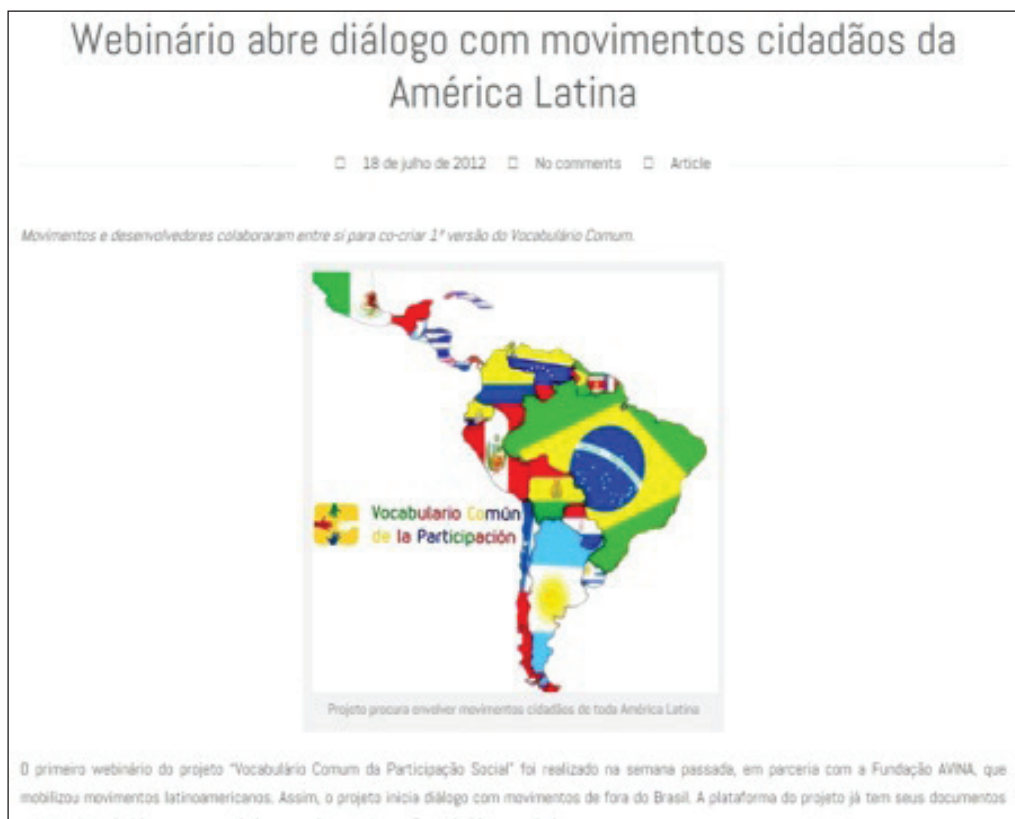 Webinário abre diálogo com movimentos cidadãos da
América Latina
18 de julho de 2012 No comments Article
Movimentos e desenvolvedores colaboraram entre si para co-criar 1ª versão do Vocabulário Comum.
Vocabulario Común
de la Participación
Projeto procura envolver movimentos cidadãos de toda América Latina
O primeiro webinário do projeto "Vocabulário Comum da Participação Social" foi realizado na semana passada, em parceria com a Fundação AVINA, que
mobilizou movimentos latinoamericanos. Assim, o projeto inicia diálogo com movimentos de fora do Brasil. A plataforma do projeto já tem seus documentos